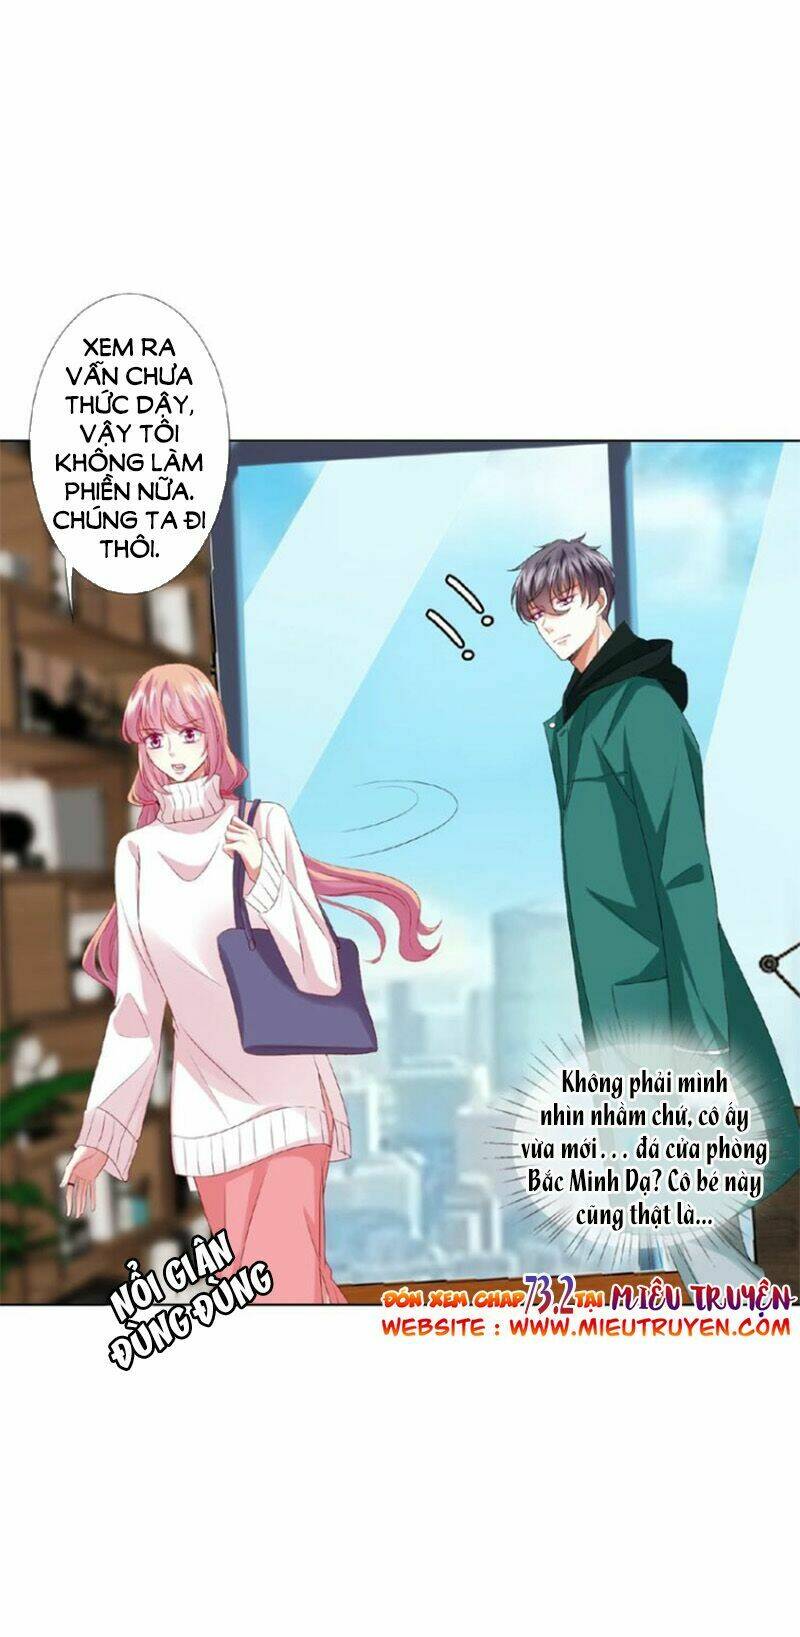 XEM RA
VẪN CHƯA
THỨC DẬY,
VẬY TÔI
KHÔNG LÀM
PHIỀN NỮA.
CHÚNG TA ĐI
THÔI.
!!
Không phải mình
nhìn nhầm chứ, cô ấy
vừa mới... đá cửa phòng
Bắc Minh Dạ? Cô bé này
cũng thật là...
NỔI GIẬN
ĐÙNG ĐÙNG
ĐÓN XEM CHAP 73.2 TẠI MIÊU TRUYỆN
WEBSITE : WWW.MIEUTRUYEN.COM